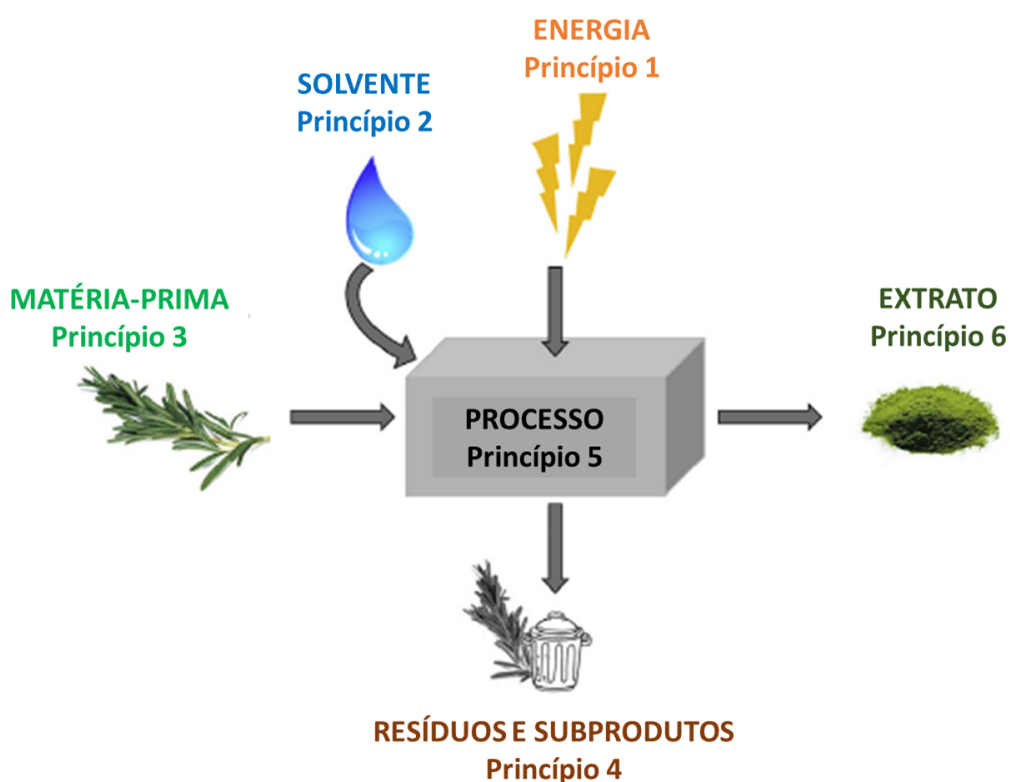 ENERGIA
Princípio 1
SOLVENTE
Princípio 2
MATÉRIA-PRIMA
Princípio 3
EXTRATO
Princípio 6
PROCESSO
Princípio 5
RESÍDUOS E SUBPRODUTOS
Princípio 4